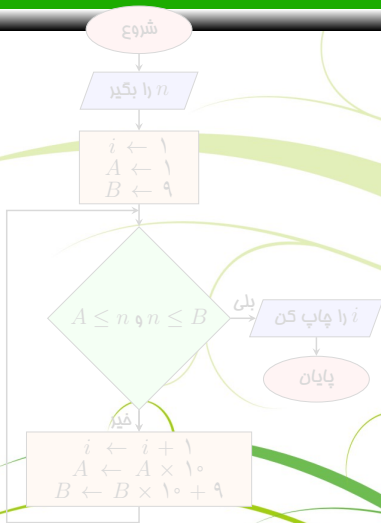 شروع
n را بگیر
i ← ۱
A ← ۱
B ← ۹
A ≤ n و n ≤ B
بلی
i را چاپ کن
پایان
خیر
i ← i + ۱
A ← A × ۱۰
B ← B × ۱۰ + ۹